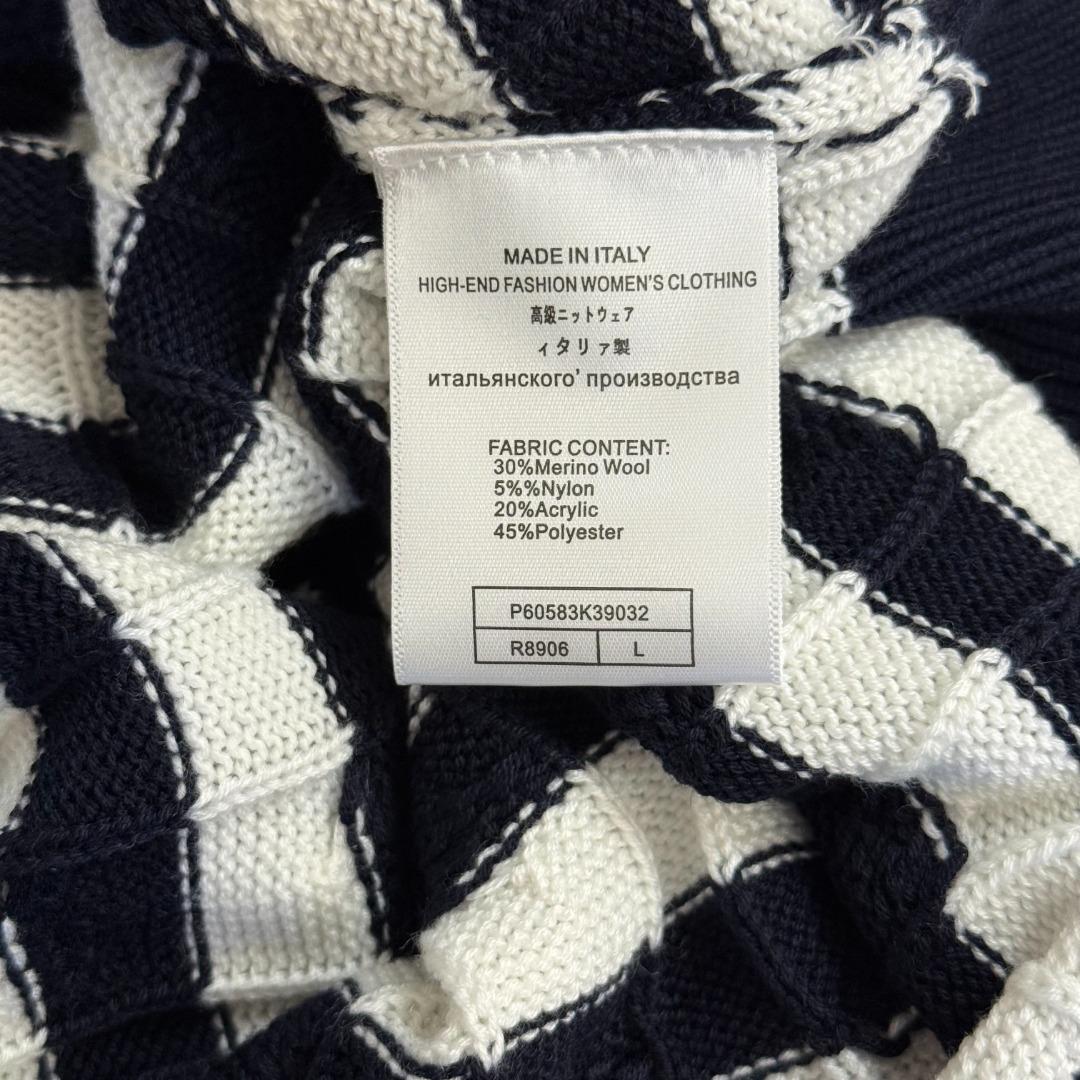 MADE IN ITALY
HIGH-END FASHION WOMEN'S CLOTHING
高級ニットウェア
ィタリァ製
итальянского' производства
FABRIC CONTENT:
30%Merino Wool
5%%Nylon
20%Acrylic
45%Polyester
P60583K39032
R8906 L